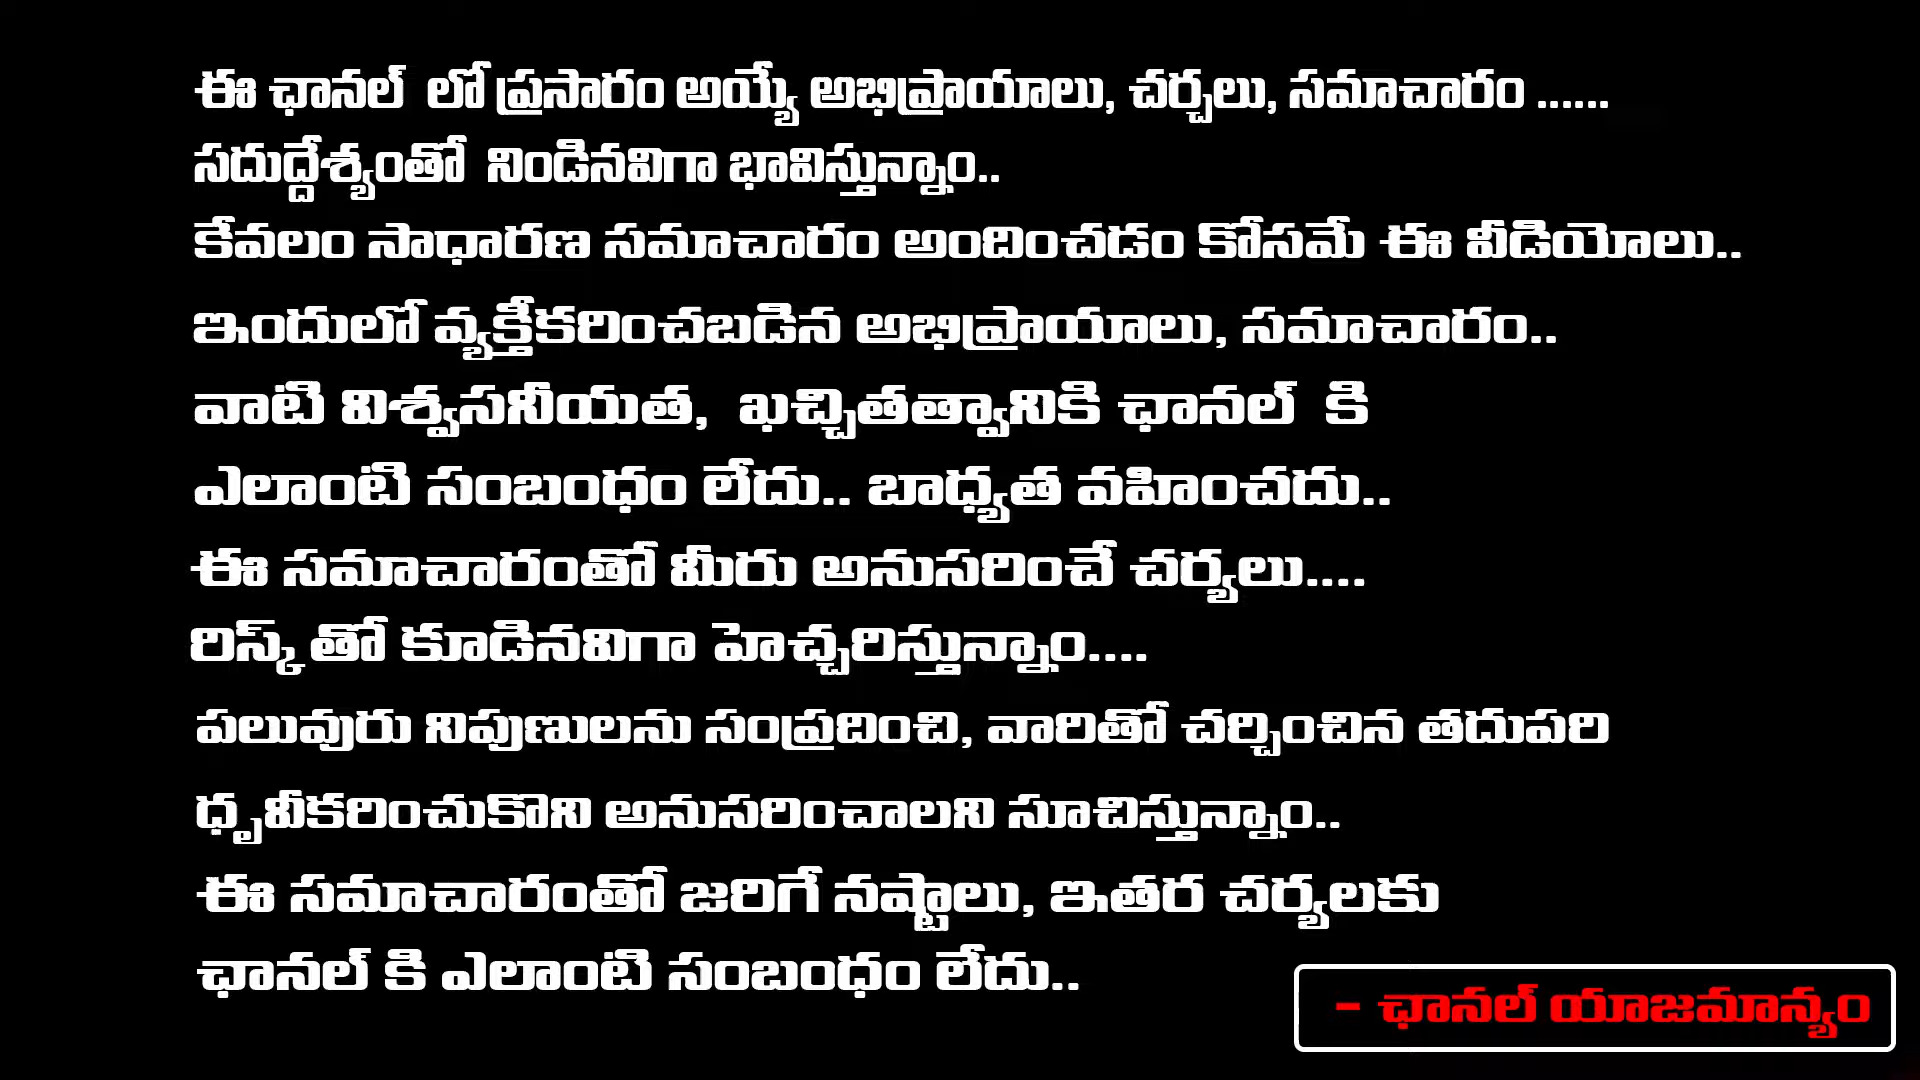 ఈ ఛానల్ లో ప్రసారం అయ్యే అభిప్రాయాలు, చర్చలు, సమాచారం ......
సదుద్దేశ్యంతో నిండినవిగా భావిస్తున్నాం..
కేవలం సాధారణ సమాచారం అందించడం కోసమే ఈ వీడియోలు..
ఇందులో వ్యక్తీకరించబడిన అభిప్రాయాలు, సమాచారం..
వాటి విశ్వసనీయత, ఖచ్చితత్వానికి ఛానల్ కి
ఎలాంటి సంబంధం లేదు.. బాధ్యత వహించదు..
ఈ సమాచారంతో మీరు అనుసరించే చర్యలు....
రిస్క్ తో కూడినవిగా హెచ్చరిస్తున్నాం....
పలువురు నిపుణులను సంప్రదించి, వారితో చర్చించిన తదుపరి
ధృవీకరించుకొని అనుసరించాలని సూచిస్తున్నాం..
ఈ సమాచారంతో జరిగే నష్టాలు, ఇతర చర్యలకు
ఛానల్ కి ఎలాంటి సంబంధం లేదు..
- ఛానల్ యాజమాన్యం